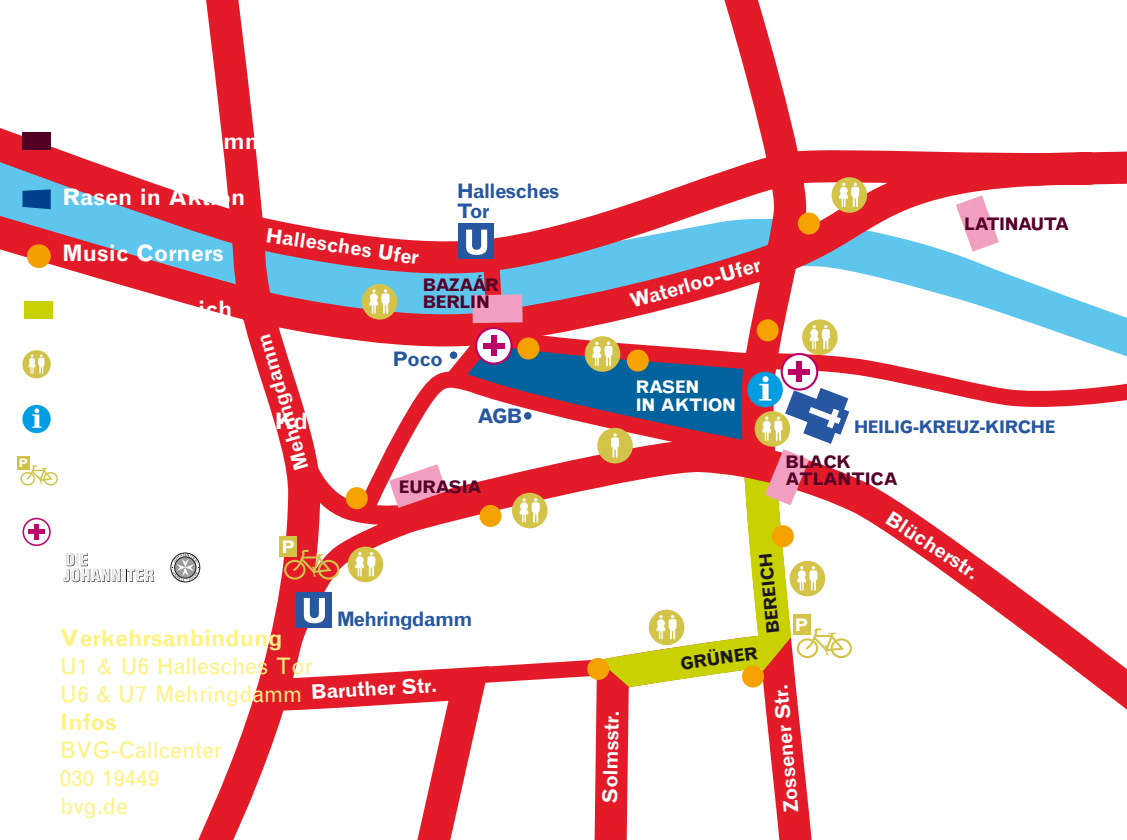 Rasen in Aktion
Music Corners
Hallesches
Tor
U
Hallesches Ufer
BAZAÁR
BERLIN
Waterloo-Ufer
LATINAUTA
Poco
Mehringdamm
AGB
RASEN
IN AKTION
i
i
HEILIG-KREUZ-KIRCHE
BLACK
ATLANTICA
EURASIA
Blücherstr.
P
P
P
DIE
JOHANNITER
U
Mehringdamm
BEREICH
GRÜNER
Baruther Str.
Solmsstr.
Zossener Str.
Verkehrsanbindung
U1 & U6 Hallesches Tor
U6 & U7 Mehringdamm
Infos
BVG-Callcenter
030 19449
bvg.de